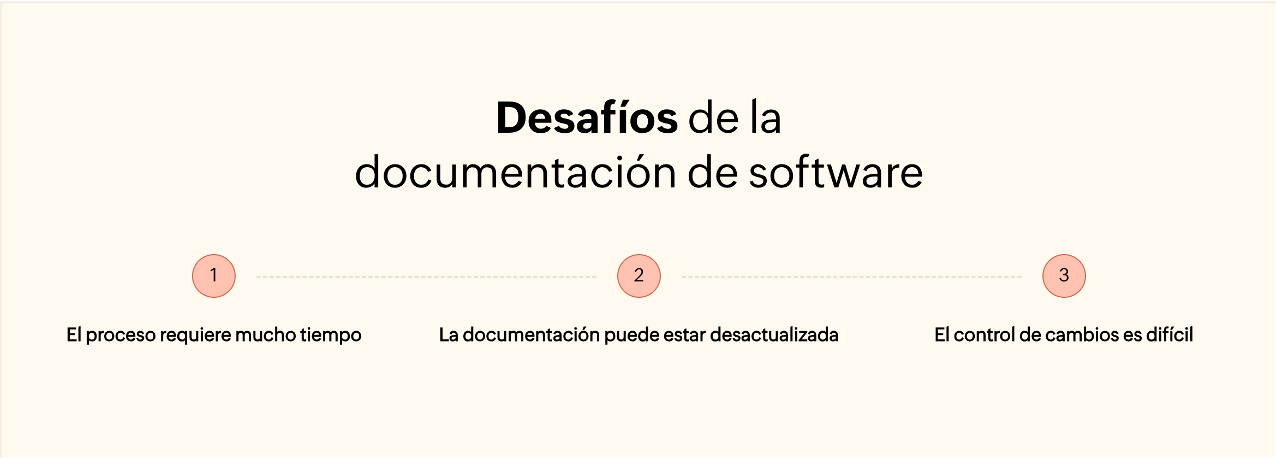 Desafíos de la
documentación de software
1
2
3
El proceso requiere mucho tiempo
La documentación puede estar desactualizada
El control de cambios es difícil